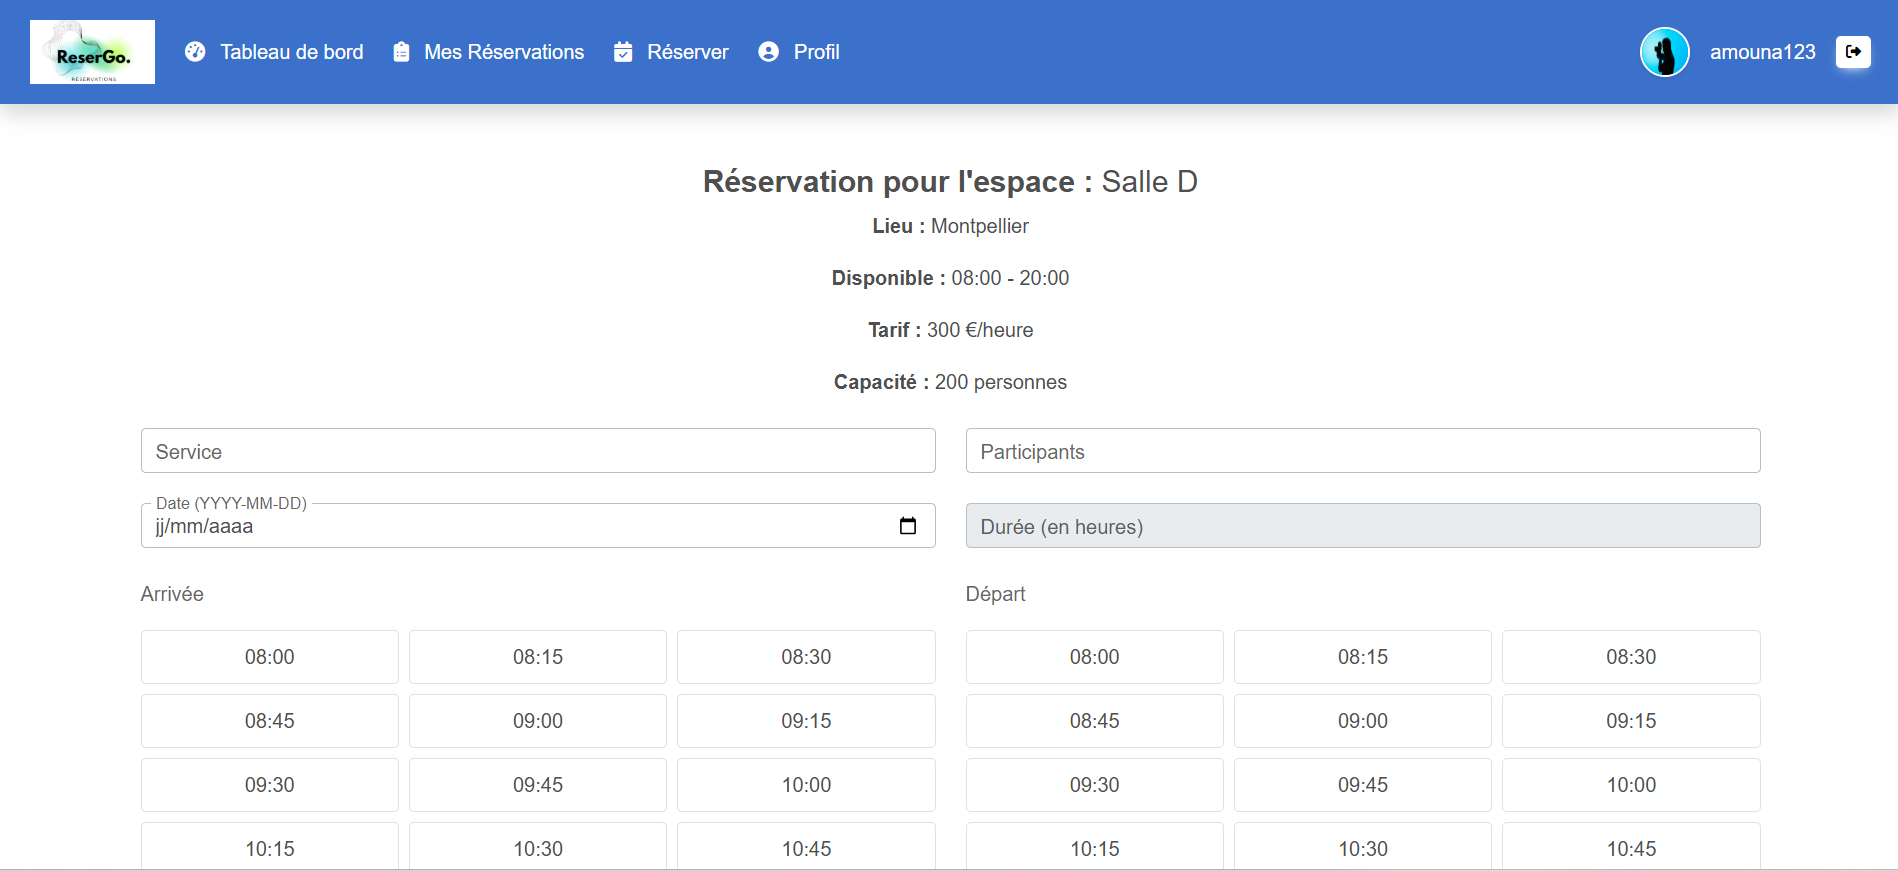 ReserGo.
RÉSERVATIONS
Tableau de bord
Mes Réservations
Réserver
Profil
amouna123
Réservation pour l'espace : Salle D
Lieu : Montpellier
Disponible : 08:00 - 20:00
Tarif : 300 €/heure
Capacité : 200 personnes
Service
Participants
Date (YYYY-MM-DD)
jj/mm/aaaa
Durée (en heures)
Arrivée
08:00 08:15 08:30
08:45 09:00 09:15
09:30 09:45 10:00
10:15 10:30 10:45
Départ
08:00 08:15 08:30
08:45 09:00 09:15
09:30 09:45 10:00
10:15 10:30 10:45